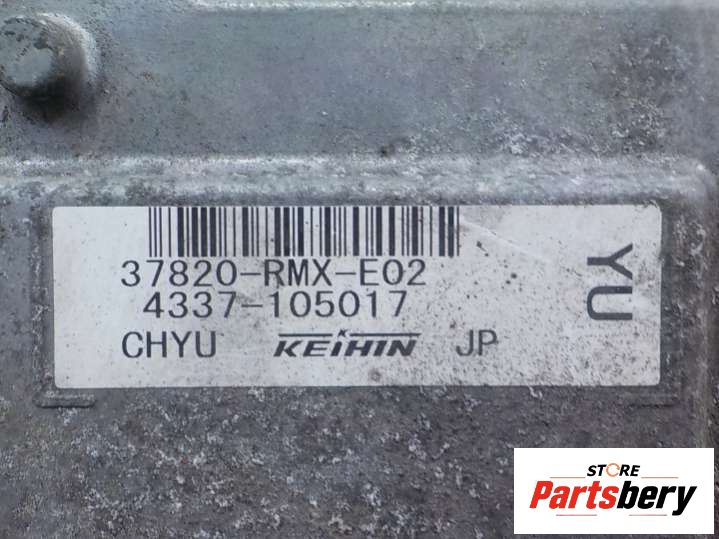 37820-RMX-E02
4337-105017
CHYU KEIHIN JP
YU
STORE
Partsbery